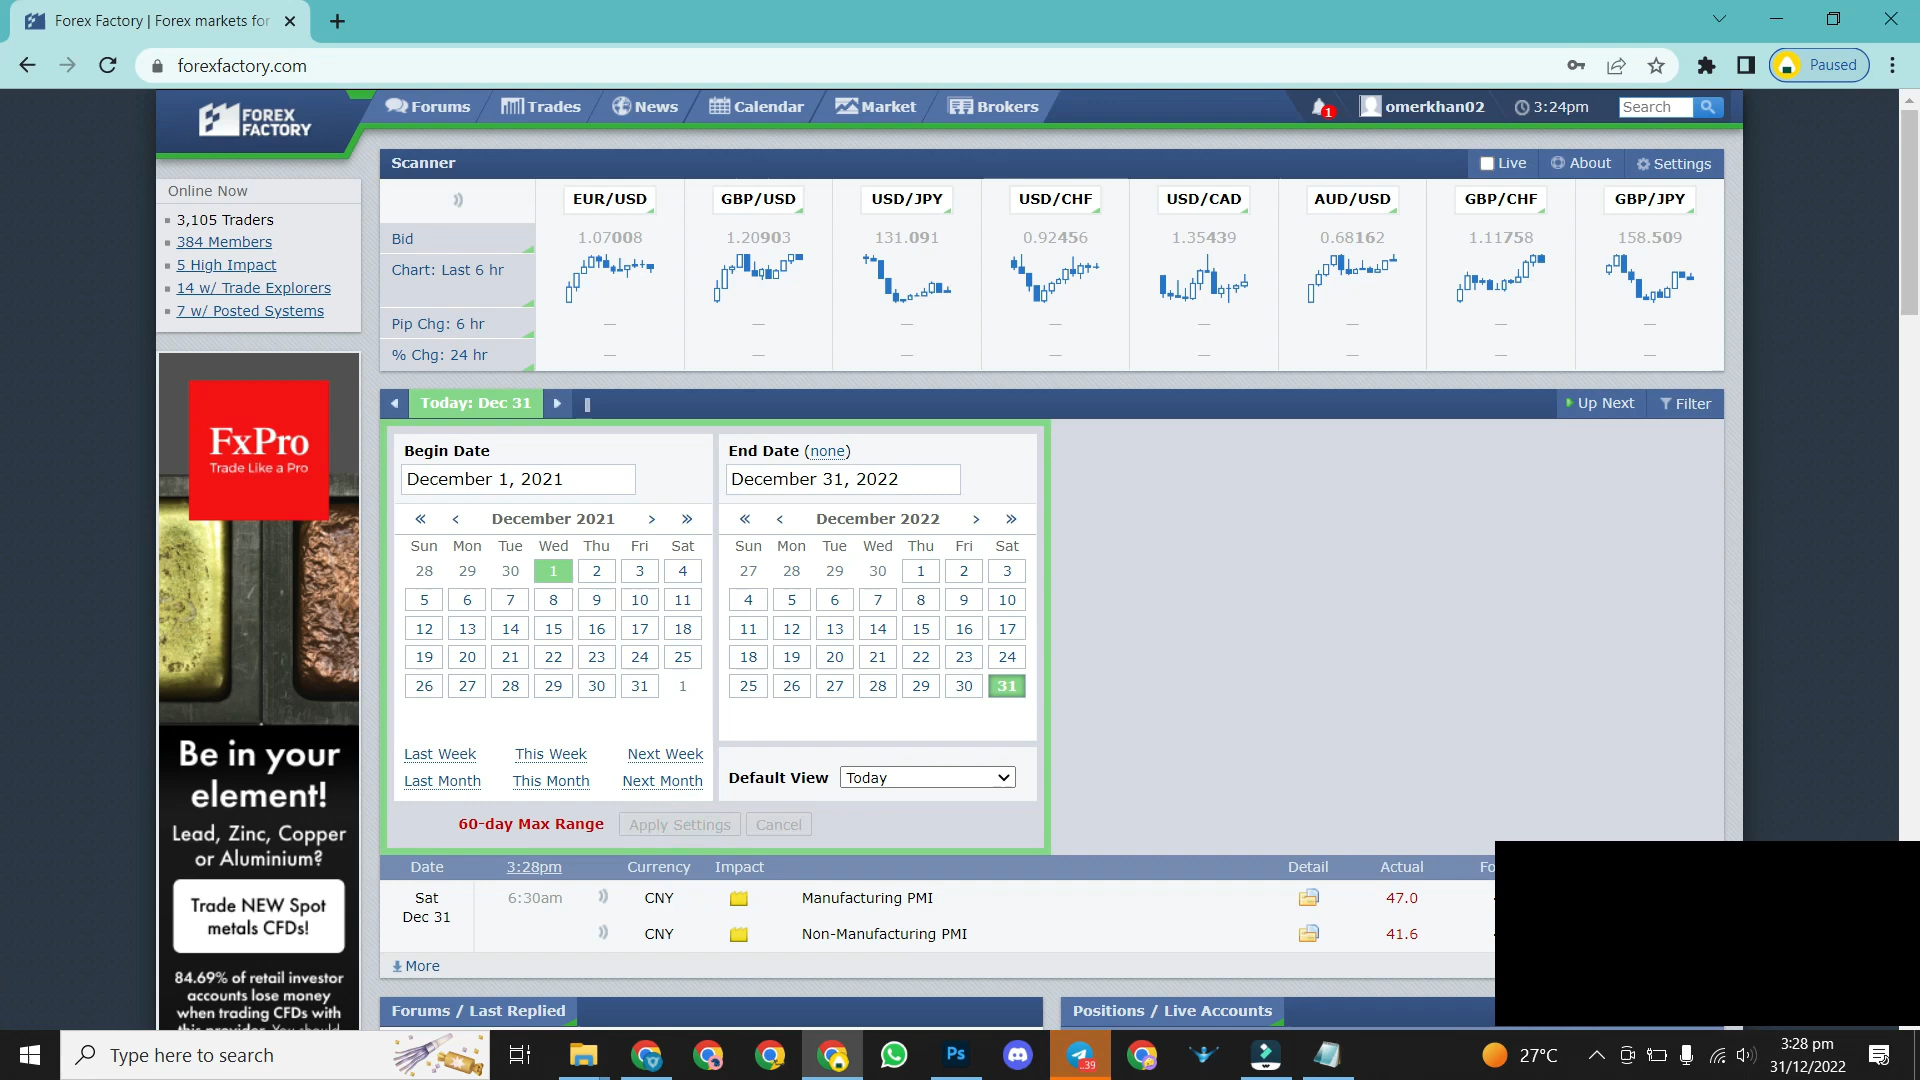 Forex Factory | Forex markets for
forexfactory.com
Paused
FOREX
FACTORY
Forums
Trades
News
Calendar
Market
Brokers
1
omerkhan02
3:24pm
Search
Online Now
3,105 Traders
384 Members
5 High Impact
14 w/ Trade Explorers
7 w/ Posted Systems
Scanner
Live
About
Settings
EUR/USD GBP/USD USD/JPY USD/CHF USD/CAD AUD/USD GBP/CHF GBP/JPY
Bid 1.07008 1.20903 131.091 0.92456 1.35439 0.68162 1.11758 158.509
Chart: Last 6 hr
Pip Chg: 6 hr — — — — — — — —
% Chg: 24 hr — — — — — — — —
FxPro
Trade Like a Pro
Be in your
element!
Lead, Zinc, Copper
or Aluminium?
Trade NEW Spot
metals CFDs!
84.69% of retail investor
accounts lose money
when trading CFDs with
this provider. You should
Today: Dec 31
Up Next
Filter
Begin Date
December 1, 2021
« ‹ December 2021 › »
Sun Mon Tue Wed Thu Fri Sat
28 29 30 1 2 3 4
5 6 7 8 9 10 11
12 13 14 15 16 17 18
19 20 21 22 23 24 25
26 27 28 29 30 31 1
Last Week This Week Next Week
Last Month This Month Next Month
End Date (none)
December 31, 2022
« ‹ December 2022 › »
Sun Mon Tue Wed Thu Fri Sat
27 28 29 30 1 2 3
4 5 6 7 8 9 10
11 12 13 14 15 16 17
18 19 20 21 22 23 24
25 26 27 28 29 30 31
Default View Today
60-day Max Range Apply Settings Cancel
Date 3:28pm Currency Impact Detail Actual Fo
Sat 6:30am CNY Manufacturing PMI 47.0
Dec 31
CNY Non-Manufacturing PMI 41.6
More
Forums / Last Replied
Positions / Live Accounts
Type here to search
Ps
39
27°C
3:28 pm
31/12/2022